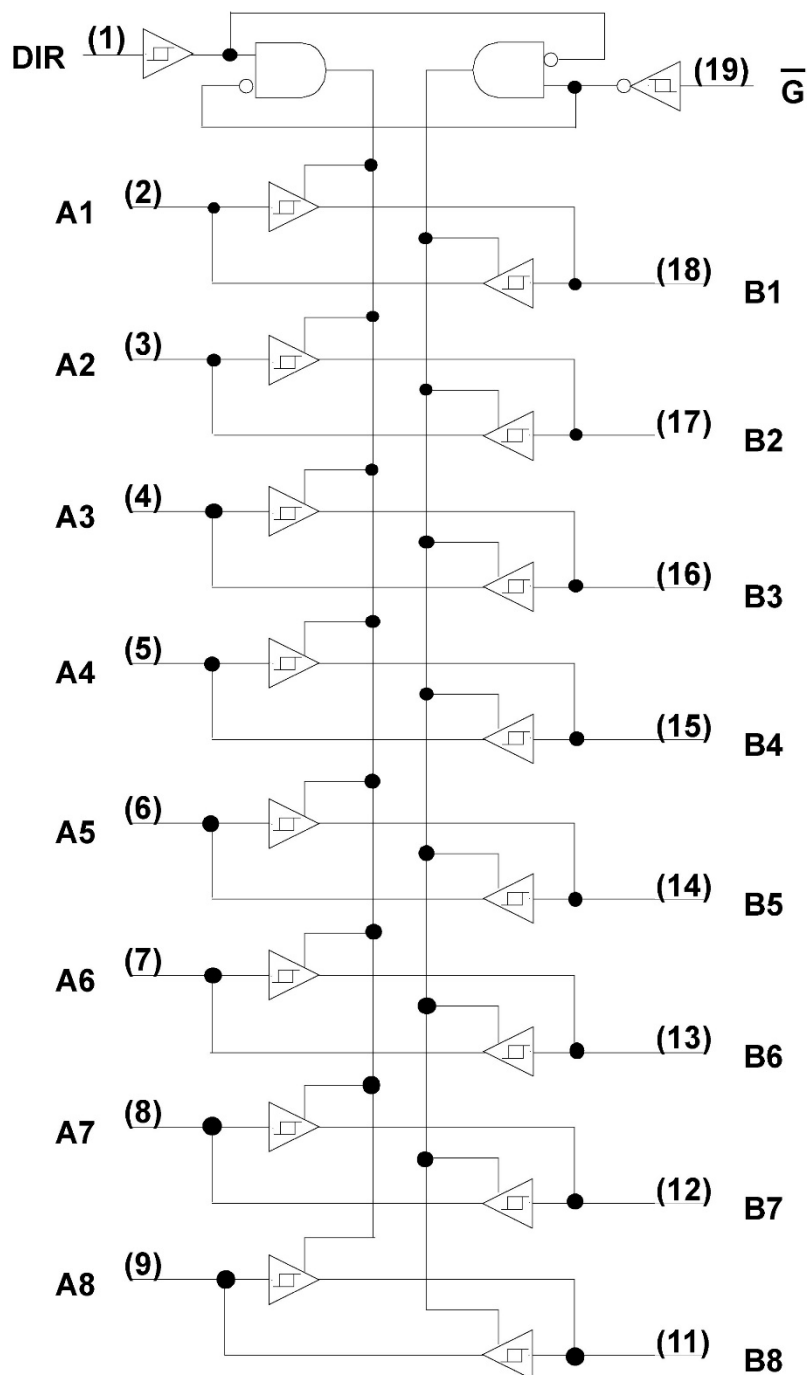 DIR (1) (19) G̅
A1 (2)
(18) B1
A2 (3)
(17) B2
A3 (4)
(16) B3
A4 (5)
(15) B4
A5 (6)
(14) B5
A6 (7)
(13) B6
A7 (8)
(12) B7
A8 (9)
(11) B8